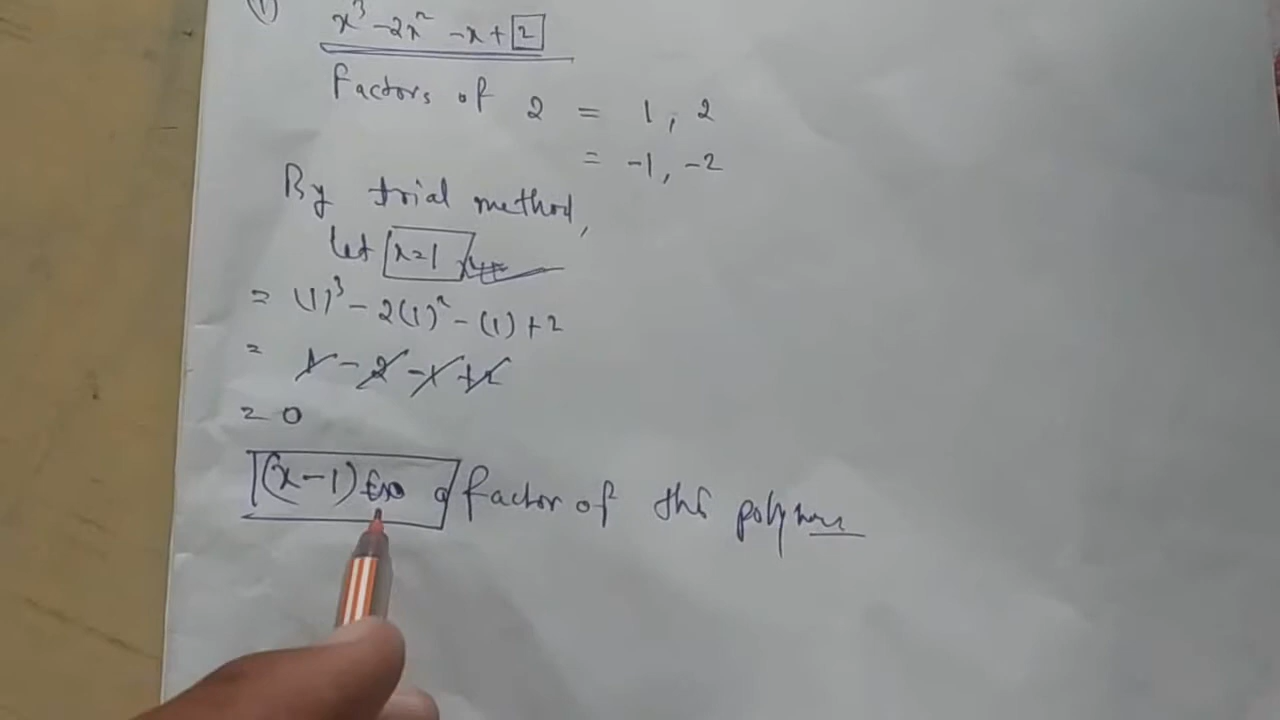 (1)
x³ - 2x² - x + 2
Factors of 2 = 1, 2
= -1, -2
By trial method,
let x=1
= (1)³ - 2(1)² - (1) + 2
= 1 - 2 - 1 + 2
= 0
(x-1) factor of this